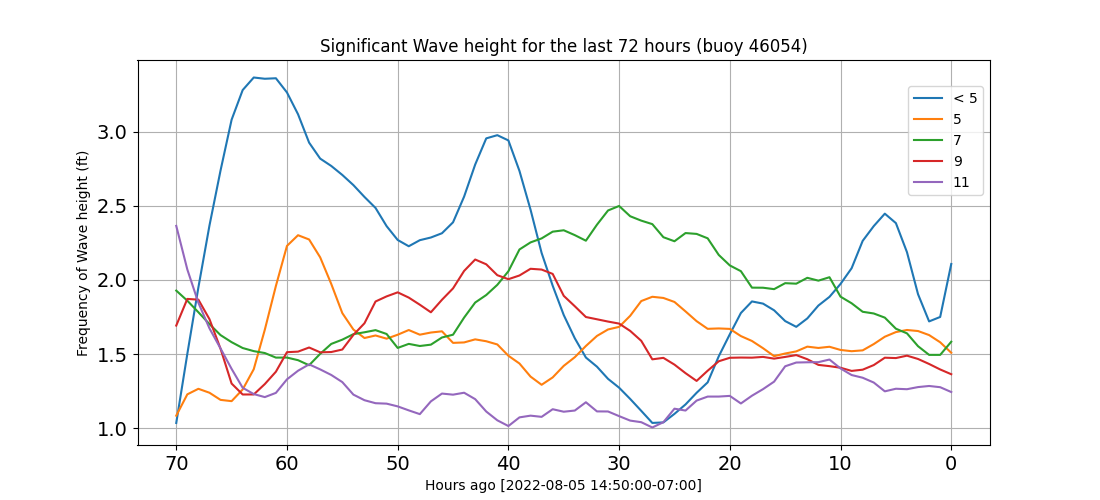 Significant Wave height for the last 72 hours (buoy 46054)
Frequency of Wave height (ft)
3.0
2.5
2.0
1.5
1.0
< 5
5
7
9
11
70 60 50 40 30 20 10 0
Hours ago [2022-08-05 14:50:00-07:00]